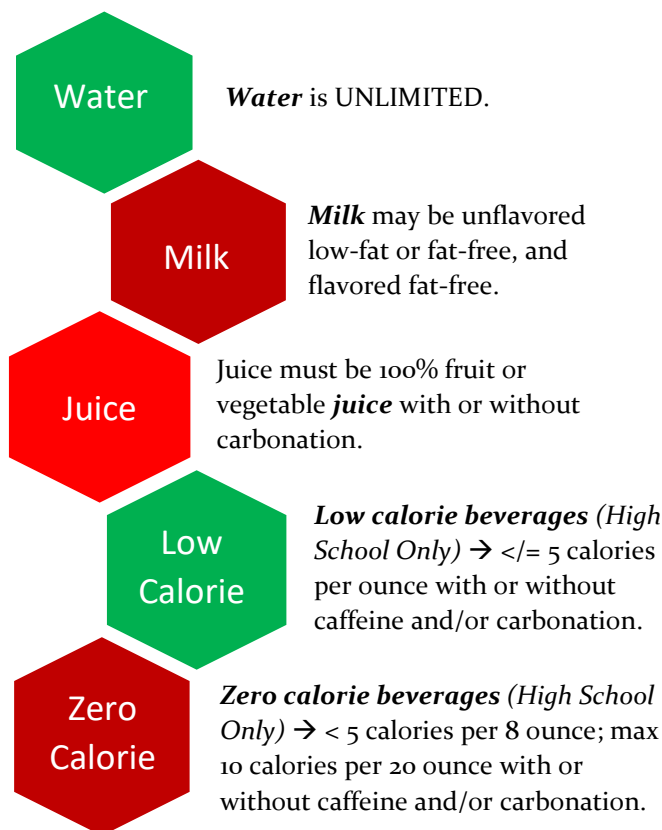 Water
Water is UNLIMITED.
Milk
Milk may be unflavored
low-fat or fat-free, and
flavored fat-free.
Juice
Juice must be 100% fruit or
vegetable juice with or without
carbonation.
Low
Calorie
Low calorie beverages (High
School Only) → </= 5 calories
per ounce with or without
caffeine and/or carbonation.
Zero
Calorie
Zero calorie beverages (High School
Only) → < 5 calories per 8 ounce; max
10 calories per 20 ounce with or
without caffeine and/or carbonation.